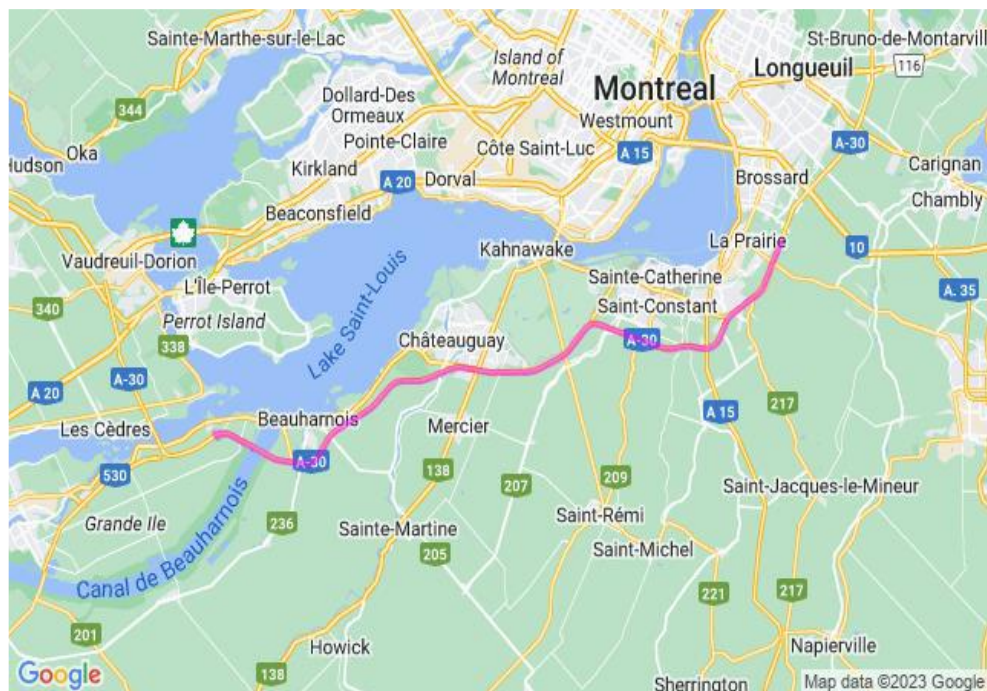 Sainte-Marthe-sur-le-Lac
Island of
Montreal
St-Bruno-de-Montarvill
116
Longueuil
344
Dollard-Des
Ormeaux
Montreal
Westmount
Pointe-Claire
Oka
Hudson
Kirkland
Côte Saint-Luc
A 15
A-30
Carignan
A 20
Dorval
Brossard
Chambly
Beaconsfield
Vaudreuil-Dorion
Kahnawake
La Prairie
10
L'Île-Perrot
Sainte-Catherine
A. 35
340
Perrot Island
Lake Saint-Louis
Saint-Constant
338
Châteauguay
A-30
A 20
A-30
Les Cèdres
Beauharnois
Mercier
A 15
217
A-30
530
138
207
209
Saint-Jacques-le-Mineur
Grande Ile
236
Sainte-Martine
Saint-Rémi
Canal de Beauharnois
205
Saint-Michel
221
217
201
Howick
138
Napierville
Sherrington
Google
Map data ©2023 Google